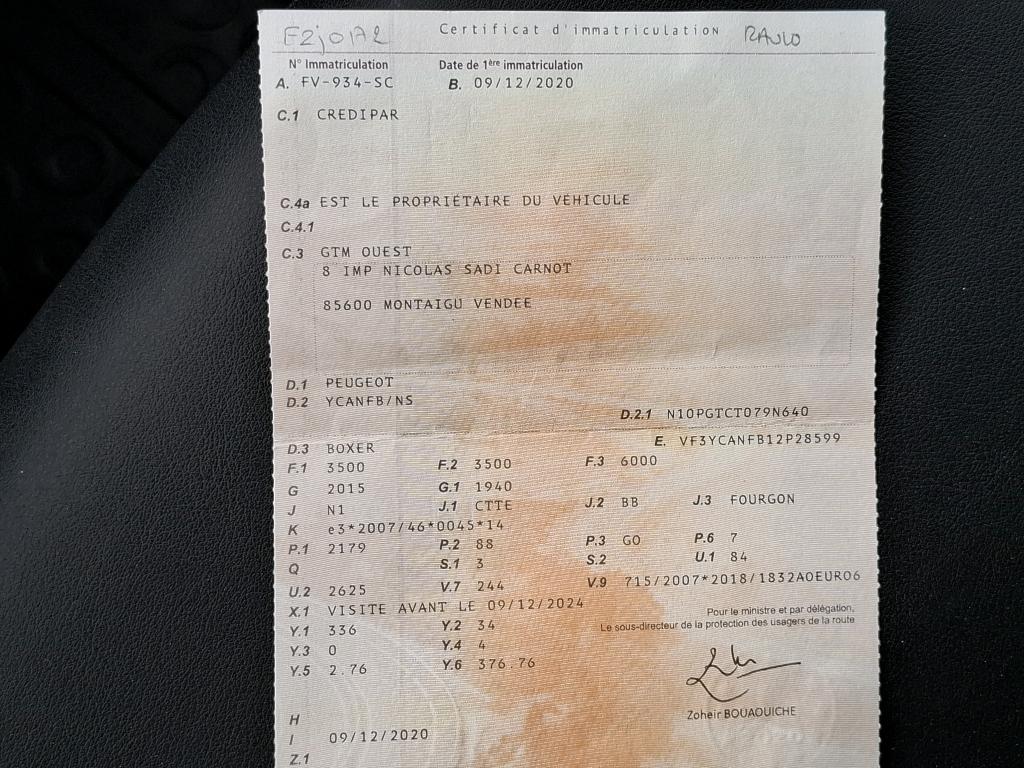 F2j01A2 Certificat d'immatriculation RAULO
N° Immatriculation Date de 1ère immatriculation
A. FV-934-SC B. 09/12/2020
C.1 CREDIPAR
C.4a EST LE PROPRIÉTAIRE DU VÉHICULE
C.4.1
C.3 GTM OUEST
8 IMP NICOLAS SADI CARNOT
85600 MONTAIGU VENDEE
D.1 PEUGEOT
D.2 YCANFB/NS
D.2.1 N10PGTCT079N640
E. VF3YCANFB12P28599
D.3 BOXER
F.1 3500 F.2 3500 F.3 6000
G 2015 G.1 1940
J N1 J.1 CTTE J.2 BB J.3 FOURGON
K e3*2007/46*0045*14
P.1 2179 P.2 88 P.3 GO P.6 7
Q S.1 3 S.2 U.1 84
U.2 2625 V.7 244 V.9 715/2007*2018/1832AOEURO6
X.1 VISITE AVANT LE 09/12/2024
Pour le ministre et par délégation,
Le sous-directeur de la protection des usagers de la route
Y.1 336 Y.2 34
Y.3 0 Y.4 4
Y.5 2.76 Y.6 376.76
Zoheir BOUAOUICHE
H
I 09/12/2020
Z.1